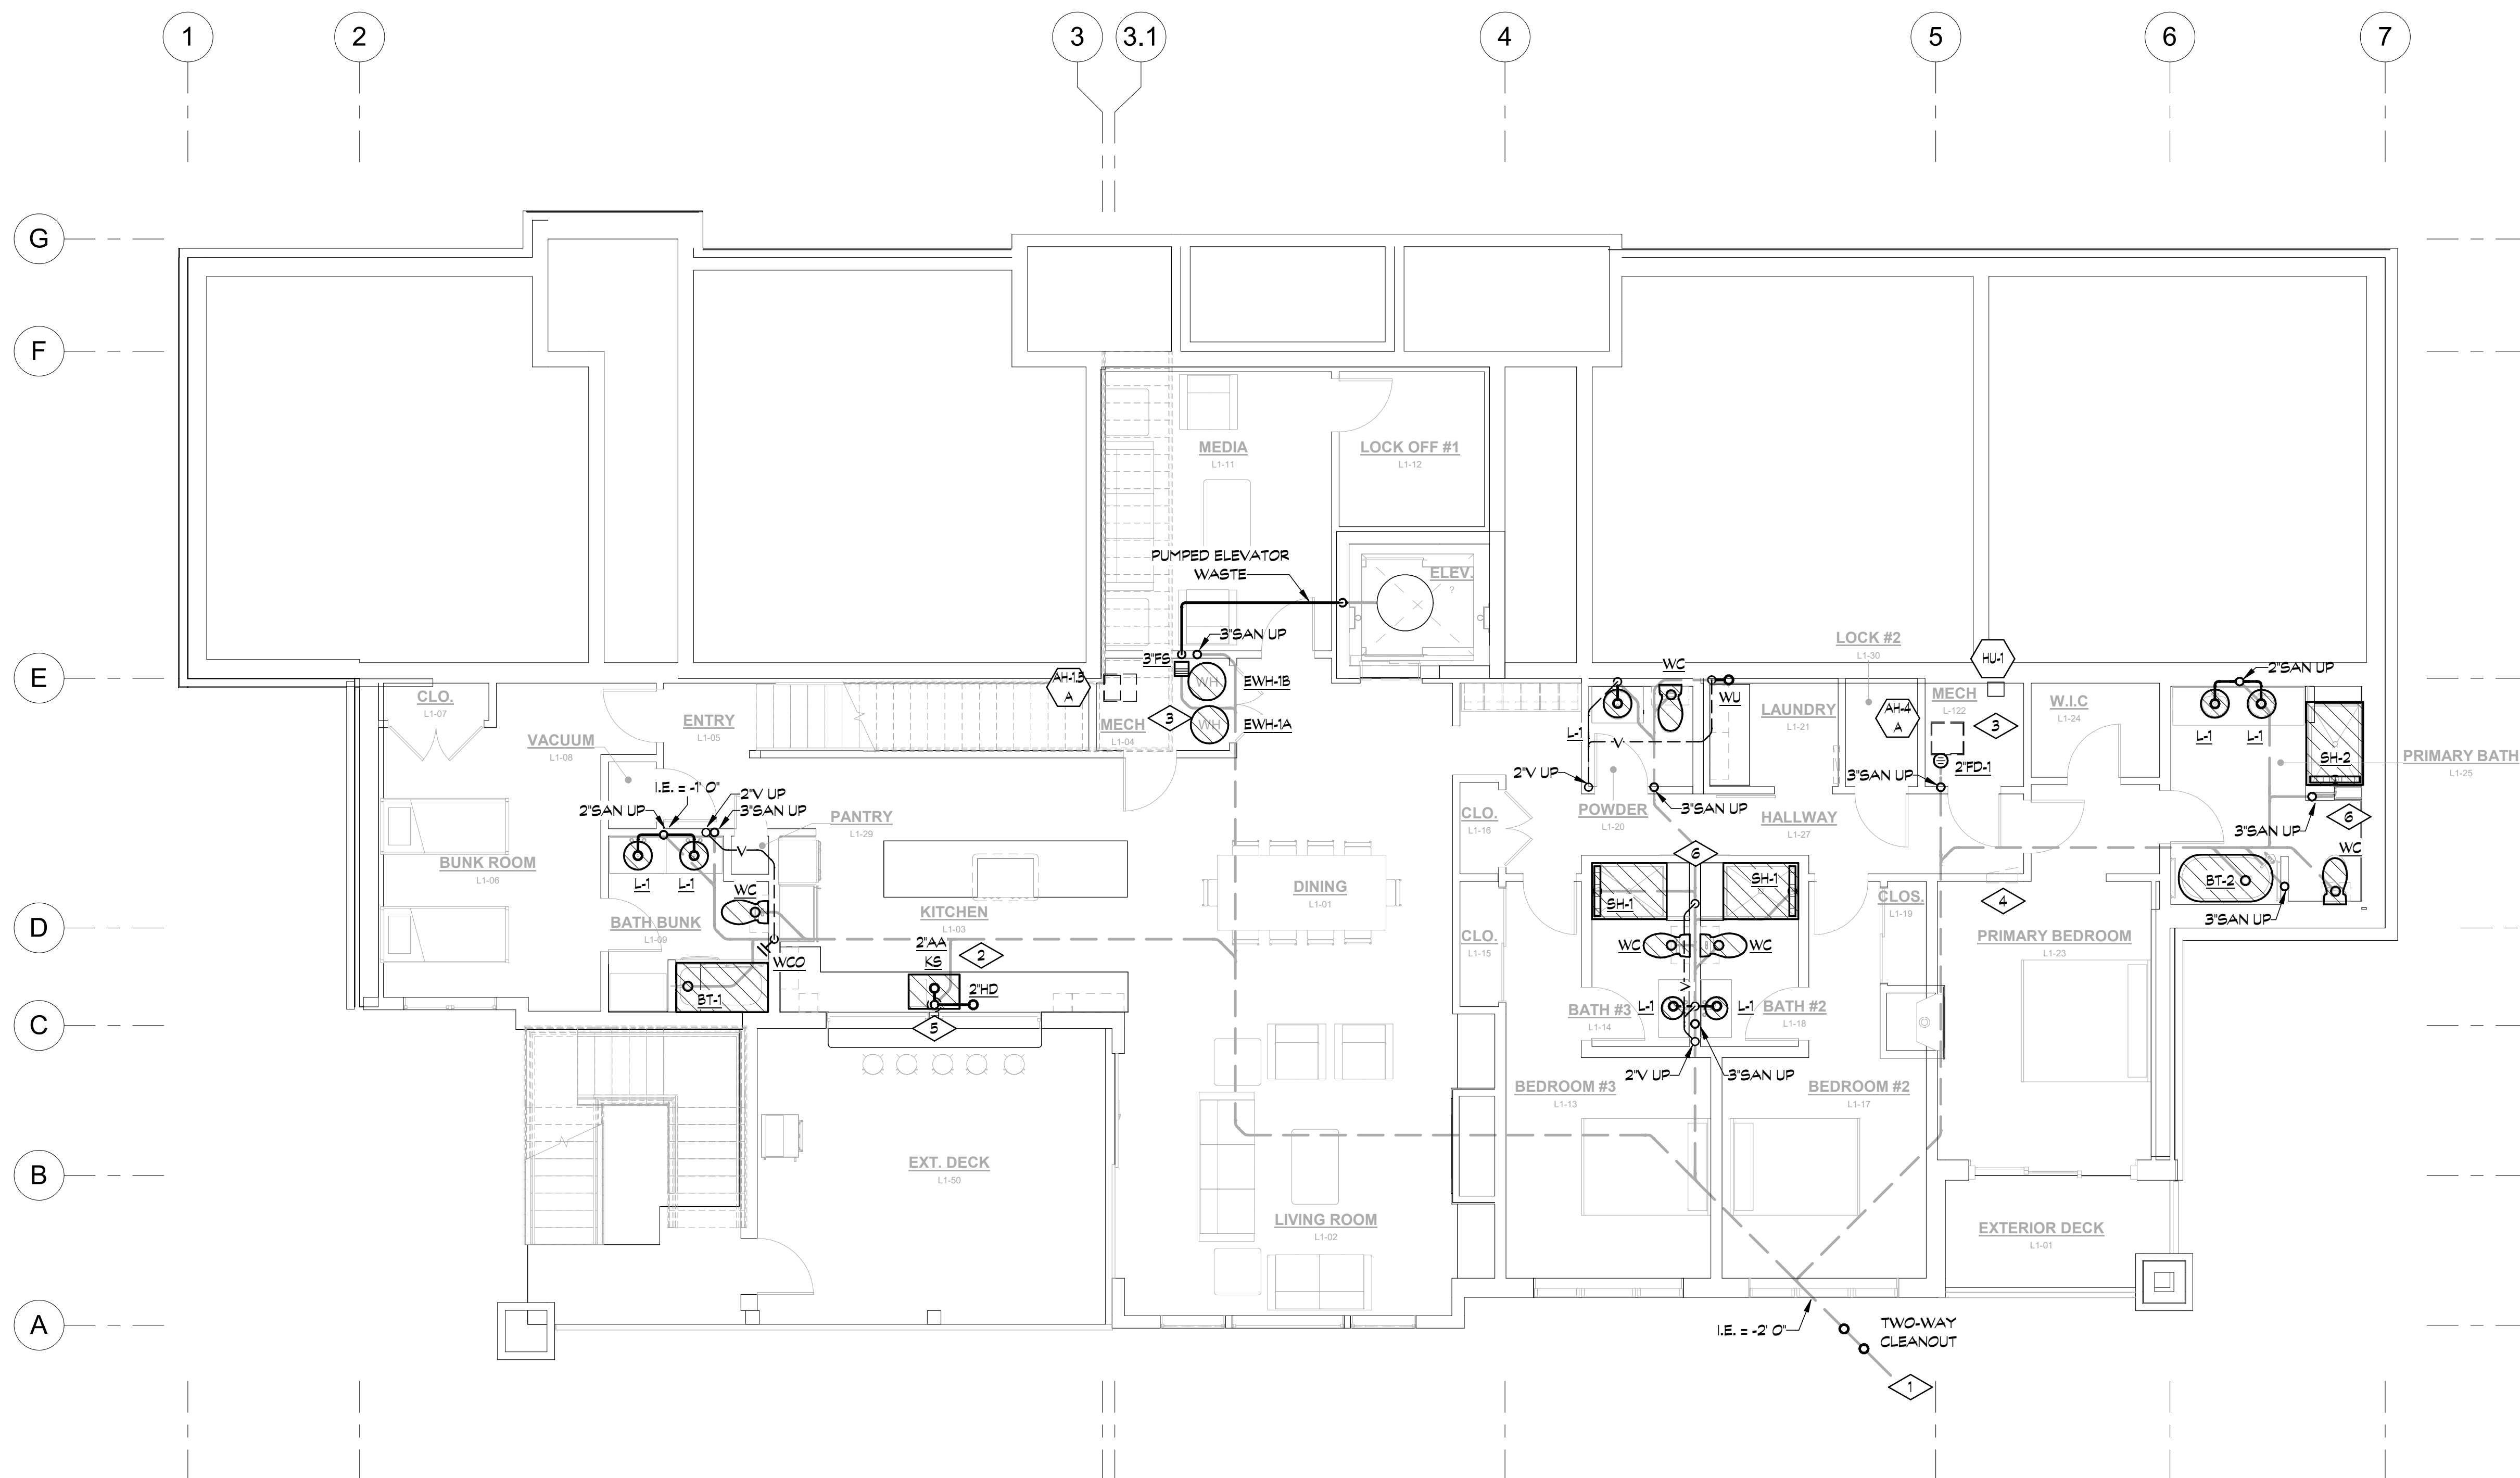 1
2
3
3.1
4
5
6
7
G
F
E
D
C
B
A
MEDIA
L1-11
LOCK OFF #1
L1-12
PUMPED ELEVATOR
WASTE
ELEV.
?
3"SAN UP
3"FS
WH
EWH-1B
WH
EWH-1A
AH-1.5
A
MECH
L1-04
3
CLO.
L1-07
ENTRY
L1-05
VACUUM
L1-08
I.E. = -1' 0"
2"SAN UP
2"V UP
3"SAN UP
V
PANTRY
L1-29
BUNK ROOM
L1-06
L-1
L-1
WC
BATH BUNK
L1-09
WCO
BT-1
KITCHEN
L1-03
2"AA
KS
2
2"HD
5
DINING
L1-01
LIVING ROOM
L1-02
EXT. DECK
L1-50
WC
L-1
V
2"V UP
WU
POWDER
L1-20
3"SAN UP
LAUNDRY
L1-21
LOCK #2
L1-30
HU-1
AH-4
A
MECH
L-122
3
2"FD-1
3"SAN UP
W.I.C
L1-24
HALLWAY
L1-27
CLO.
L1-16
CLO.
L1-15
6
SH-1
SH-1
WC
WC
V
L-1
L-1
BATH #3
L1-14
BATH #2
L1-18
2"V UP
3"SAN UP
CLOS.
L1-19
4
BEDROOM #3
L1-13
BEDROOM #2
L1-17
PRIMARY BEDROOM
L1-23
2"SAN UP
L-1
L-1
SH-2
PRIMARY BATH
L1-25
3"SAN UP
6
WC
BT-2
3"SAN UP
EXTERIOR DECK
L1-01
I.E. = -2' 0"
TWO-WAY
CLEANOUT
1